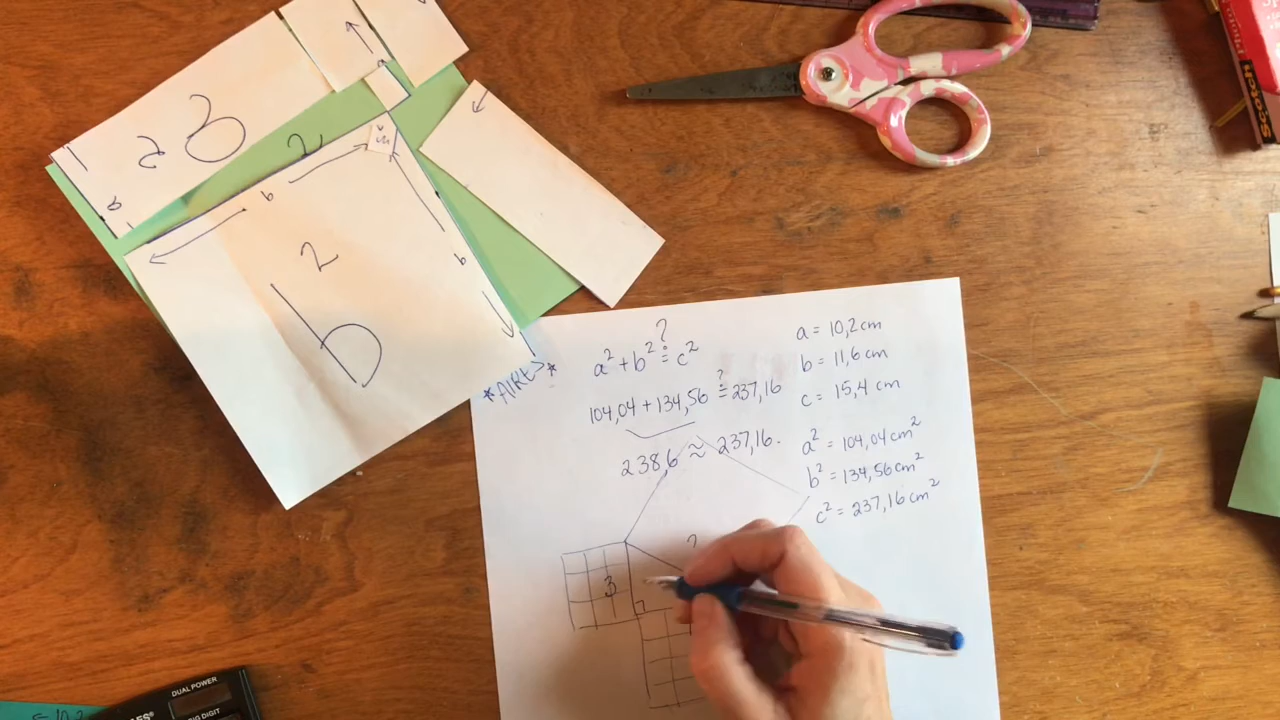 2
a
2
b
b
2
b
a² + b² ≟ c²
104,04 + 134,56 ≟ 237,16
238,6 ≈ 237,16.
a = 10,2 cm
b = 11,6 cm
c = 15,4 cm
a² = 104,04 cm²
b² = 134,56 cm²
c² = 237,16 cm²
?
3
Scotch
DUAL POWER
DIGIT